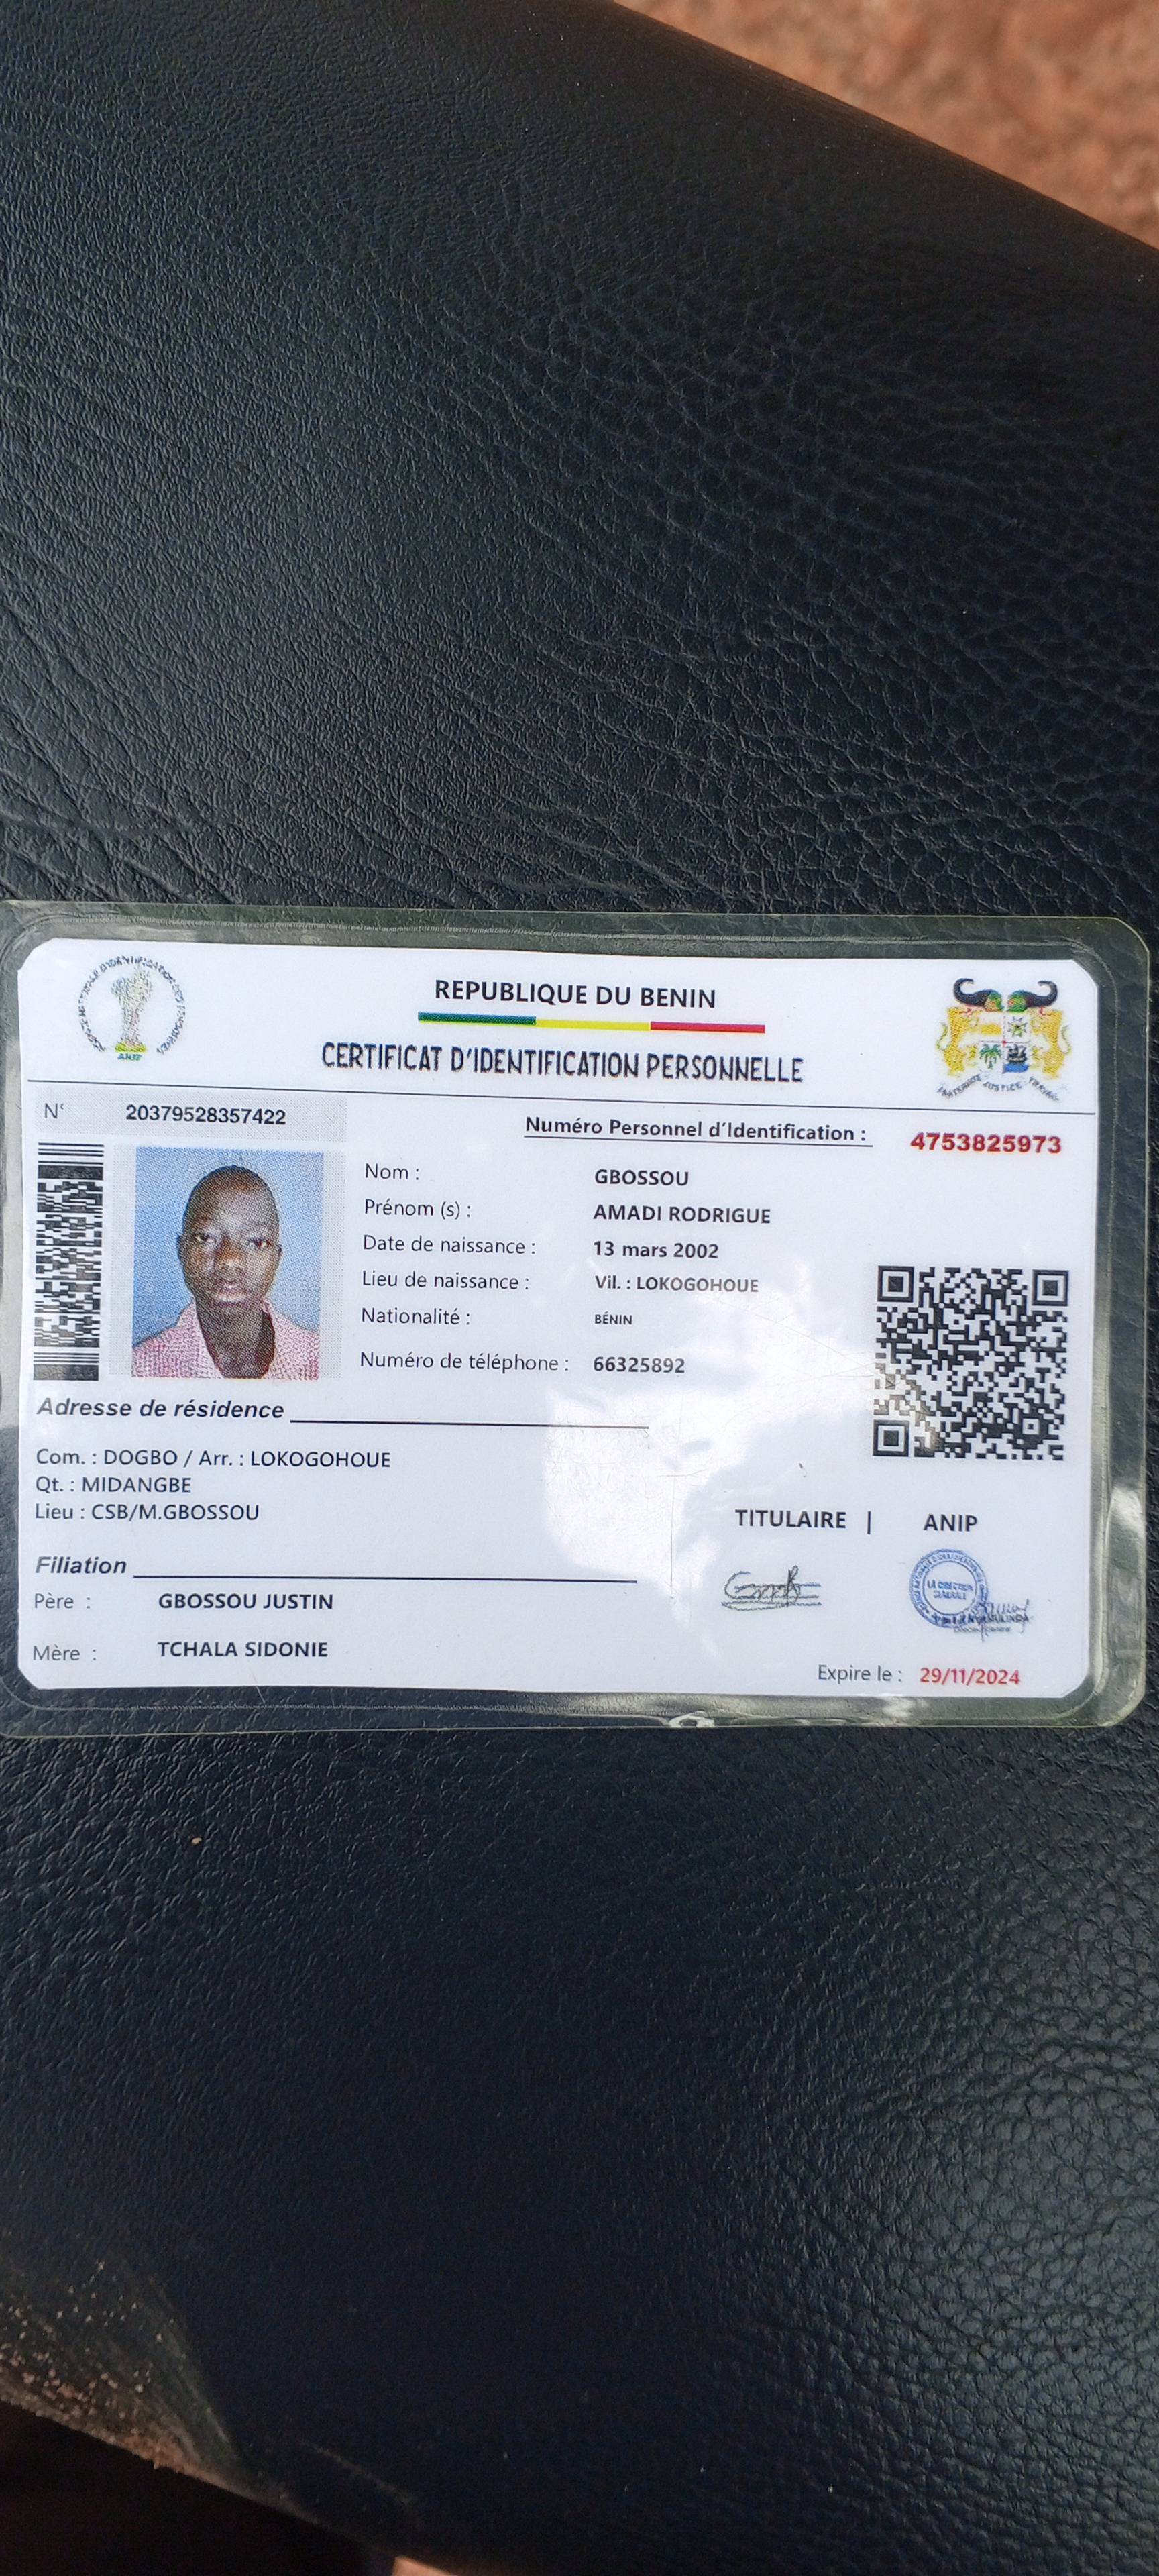 REPUBLIQUE DU BENIN
CERTIFICAT D'IDENTIFICATION PERSONNELLE
ANIP
FRATERNITE JUSTICE TRAVAIL
N° 20379528357422
Numéro Personnel d'Identification : 4753825973
Nom : GBOSSOU
Prénom (s) : AMADI RODRIGUE
Date de naissance : 13 mars 2002
Lieu de naissance : Vil. : LOKOGOHOUE
Nationalité : BÉNIN
Numéro de téléphone : 66325892
Adresse de résidence
Com. : DOGBO / Arr. : LOKOGOHOUE
Qt. : MIDANGBE
Lieu : CSB/M.GBOSSOU
TITULAIRE | ANIP
LA DIRECTION GENERALE
Filiation
Père : GBOSSOU JUSTIN
Mère : TCHALA SIDONIE
Expire le : 29/11/2024